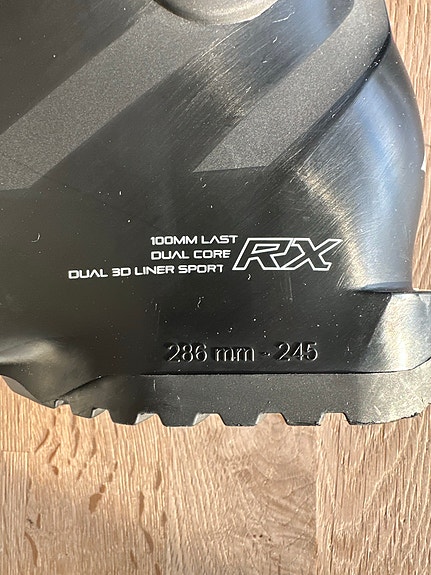 100MM LAST
DUAL CORE
DUAL 3D LINER SPORT
RX
286 mm - 245